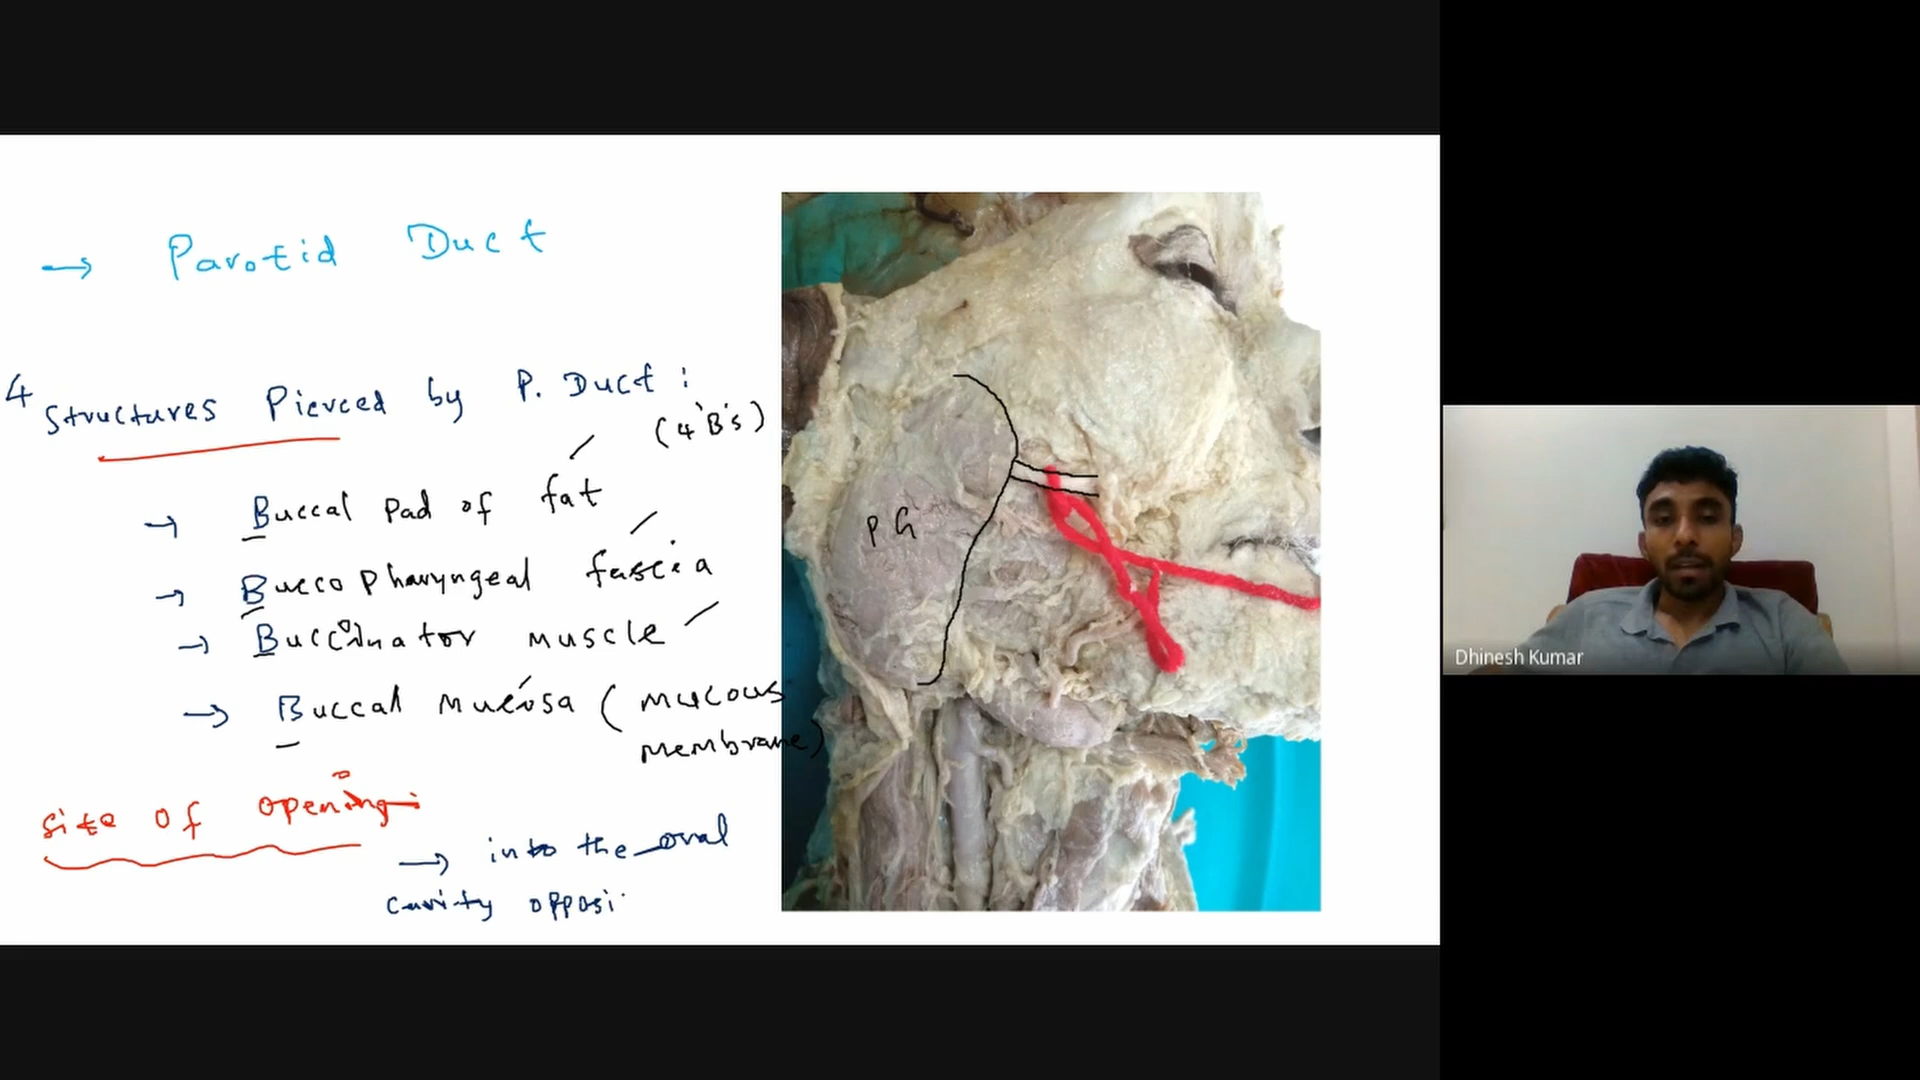 → Parotid Duct
4 Structures Pierced by P. Duct :
(4 'B's)
→ Buccal Pad of fat
→ Buccopharyngeal fascia
→ Buccinator muscle
→ Buccal mucosa ( mucous
membrane)
Site of opening
→ into the oral
cavity opposi
PG
Dhinesh Kumar